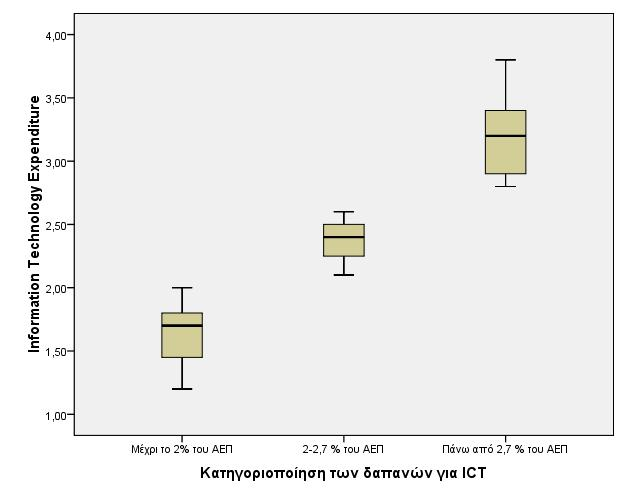 4,00
3,50
3,00
2,50
2,00
1,50
1,00
Information Technology Expenditure
Μέχρι το 2% του ΑΕΠ
2-2,7 % του ΑΕΠ
Πάνω από 2,7 % του ΑΕΠ
Κατηγοριοποίηση των δαπανών για ICT